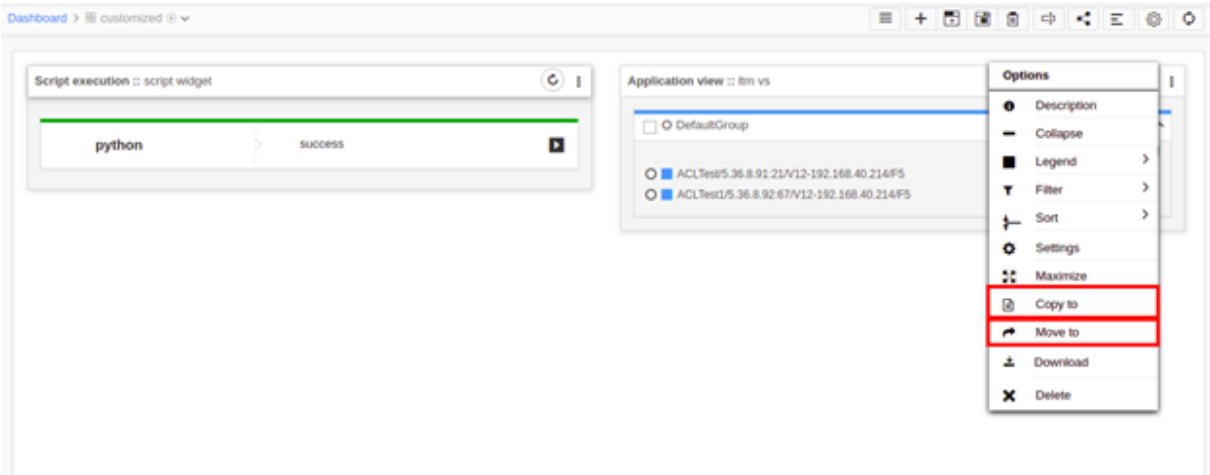 Dashboard > customized
Script execution :: script widget
python
success
Application view :: ltm vs
DefaultGroup
ACLTest/5.36.8.91:21/V12-192.168.40.214/F5
ACLTest1/5.36.8.92:67/V12-192.168.40.214/F5
Options
Description
Collapse
Legend
Filter
Sort
Settings
Maximize
Copy to
Move to
Download
Delete